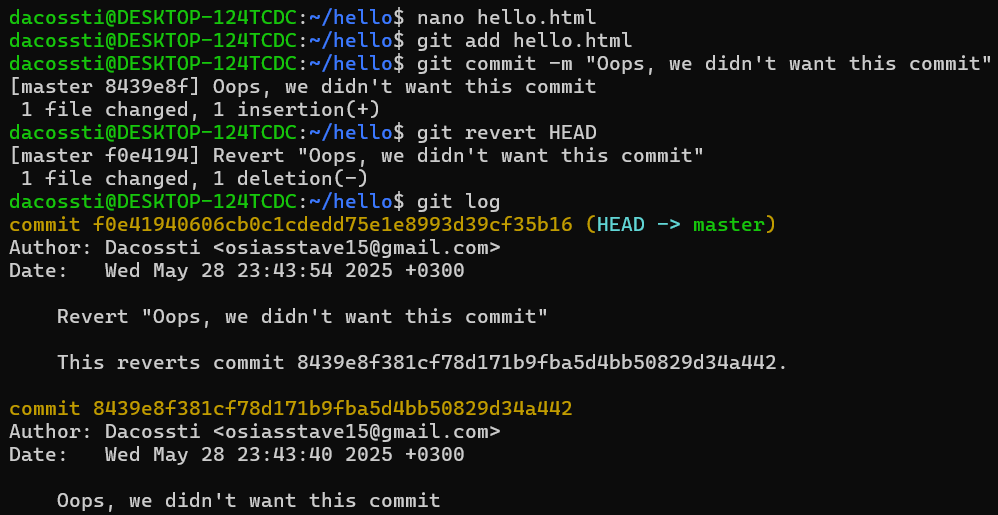 dacossti@DESKTOP-124TCDC:~/hello$ nano hello.html
dacossti@DESKTOP-124TCDC:~/hello$ git add hello.html
dacossti@DESKTOP-124TCDC:~/hello$ git commit -m "Oops, we didn't want this commit"
[master 8439e8f] Oops, we didn't want this commit
 1 file changed, 1 insertion(+)
dacossti@DESKTOP-124TCDC:~/hello$ git revert HEAD
[master f0e4194] Revert "Oops, we didn't want this commit"
 1 file changed, 1 deletion(-)
dacossti@DESKTOP-124TCDC:~/hello$ git log
commit f0e41940606cb0c1cdedd75e1e8993d39cf35b16 (HEAD -> master)
Author: Dacossti <osiasstave15@gmail.com>
Date:   Wed May 28 23:43:54 2025 +0300

    Revert "Oops, we didn't want this commit"

    This reverts commit 8439e8f381cf78d171b9fba5d4bb50829d34a442.

commit 8439e8f381cf78d171b9fba5d4bb50829d34a442
Author: Dacossti <osiasstave15@gmail.com>
Date:   Wed May 28 23:43:40 2025 +0300

    Oops, we didn't want this commit